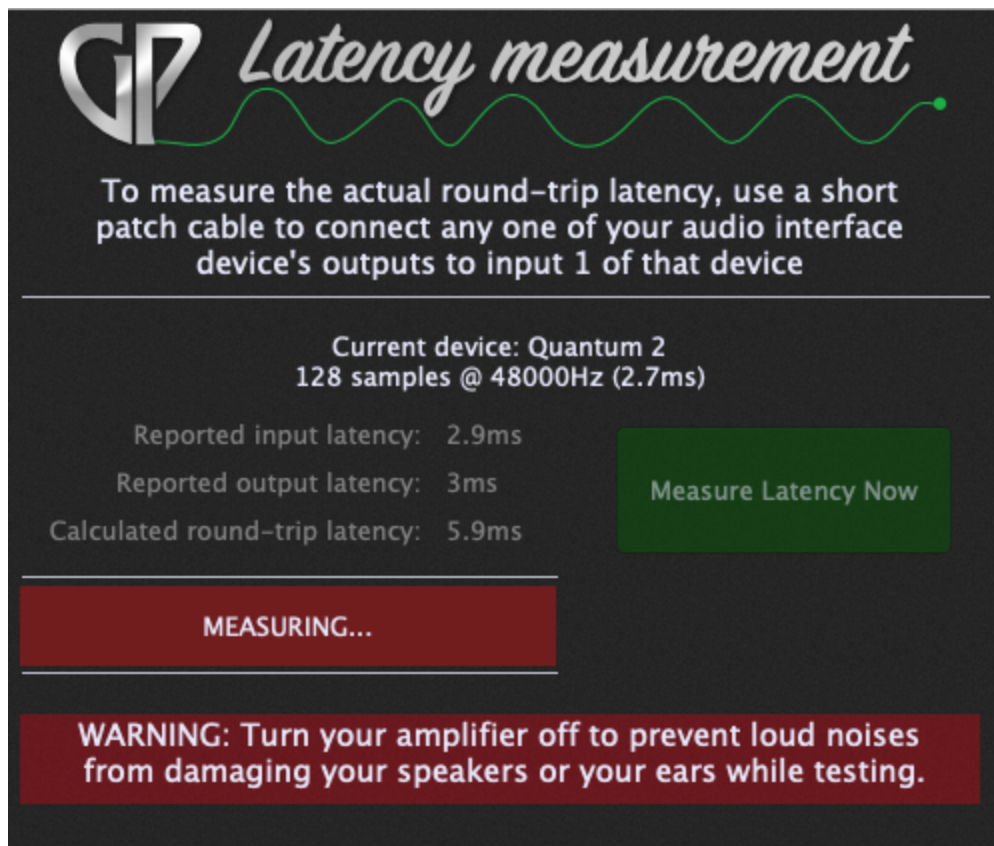 GP Latency measurement
To measure the actual round-trip latency, use a short
patch cable to connect any one of your audio interface
device's outputs to input 1 of that device
Current device: Quantum 2
128 samples @ 48000Hz (2.7ms)
Reported input latency: 2.9ms
Reported output latency: 3ms
Measure Latency Now
Calculated round-trip latency: 5.9ms
MEASURING...
WARNING: Turn your amplifier off to prevent loud noises
from damaging your speakers or your ears while testing.